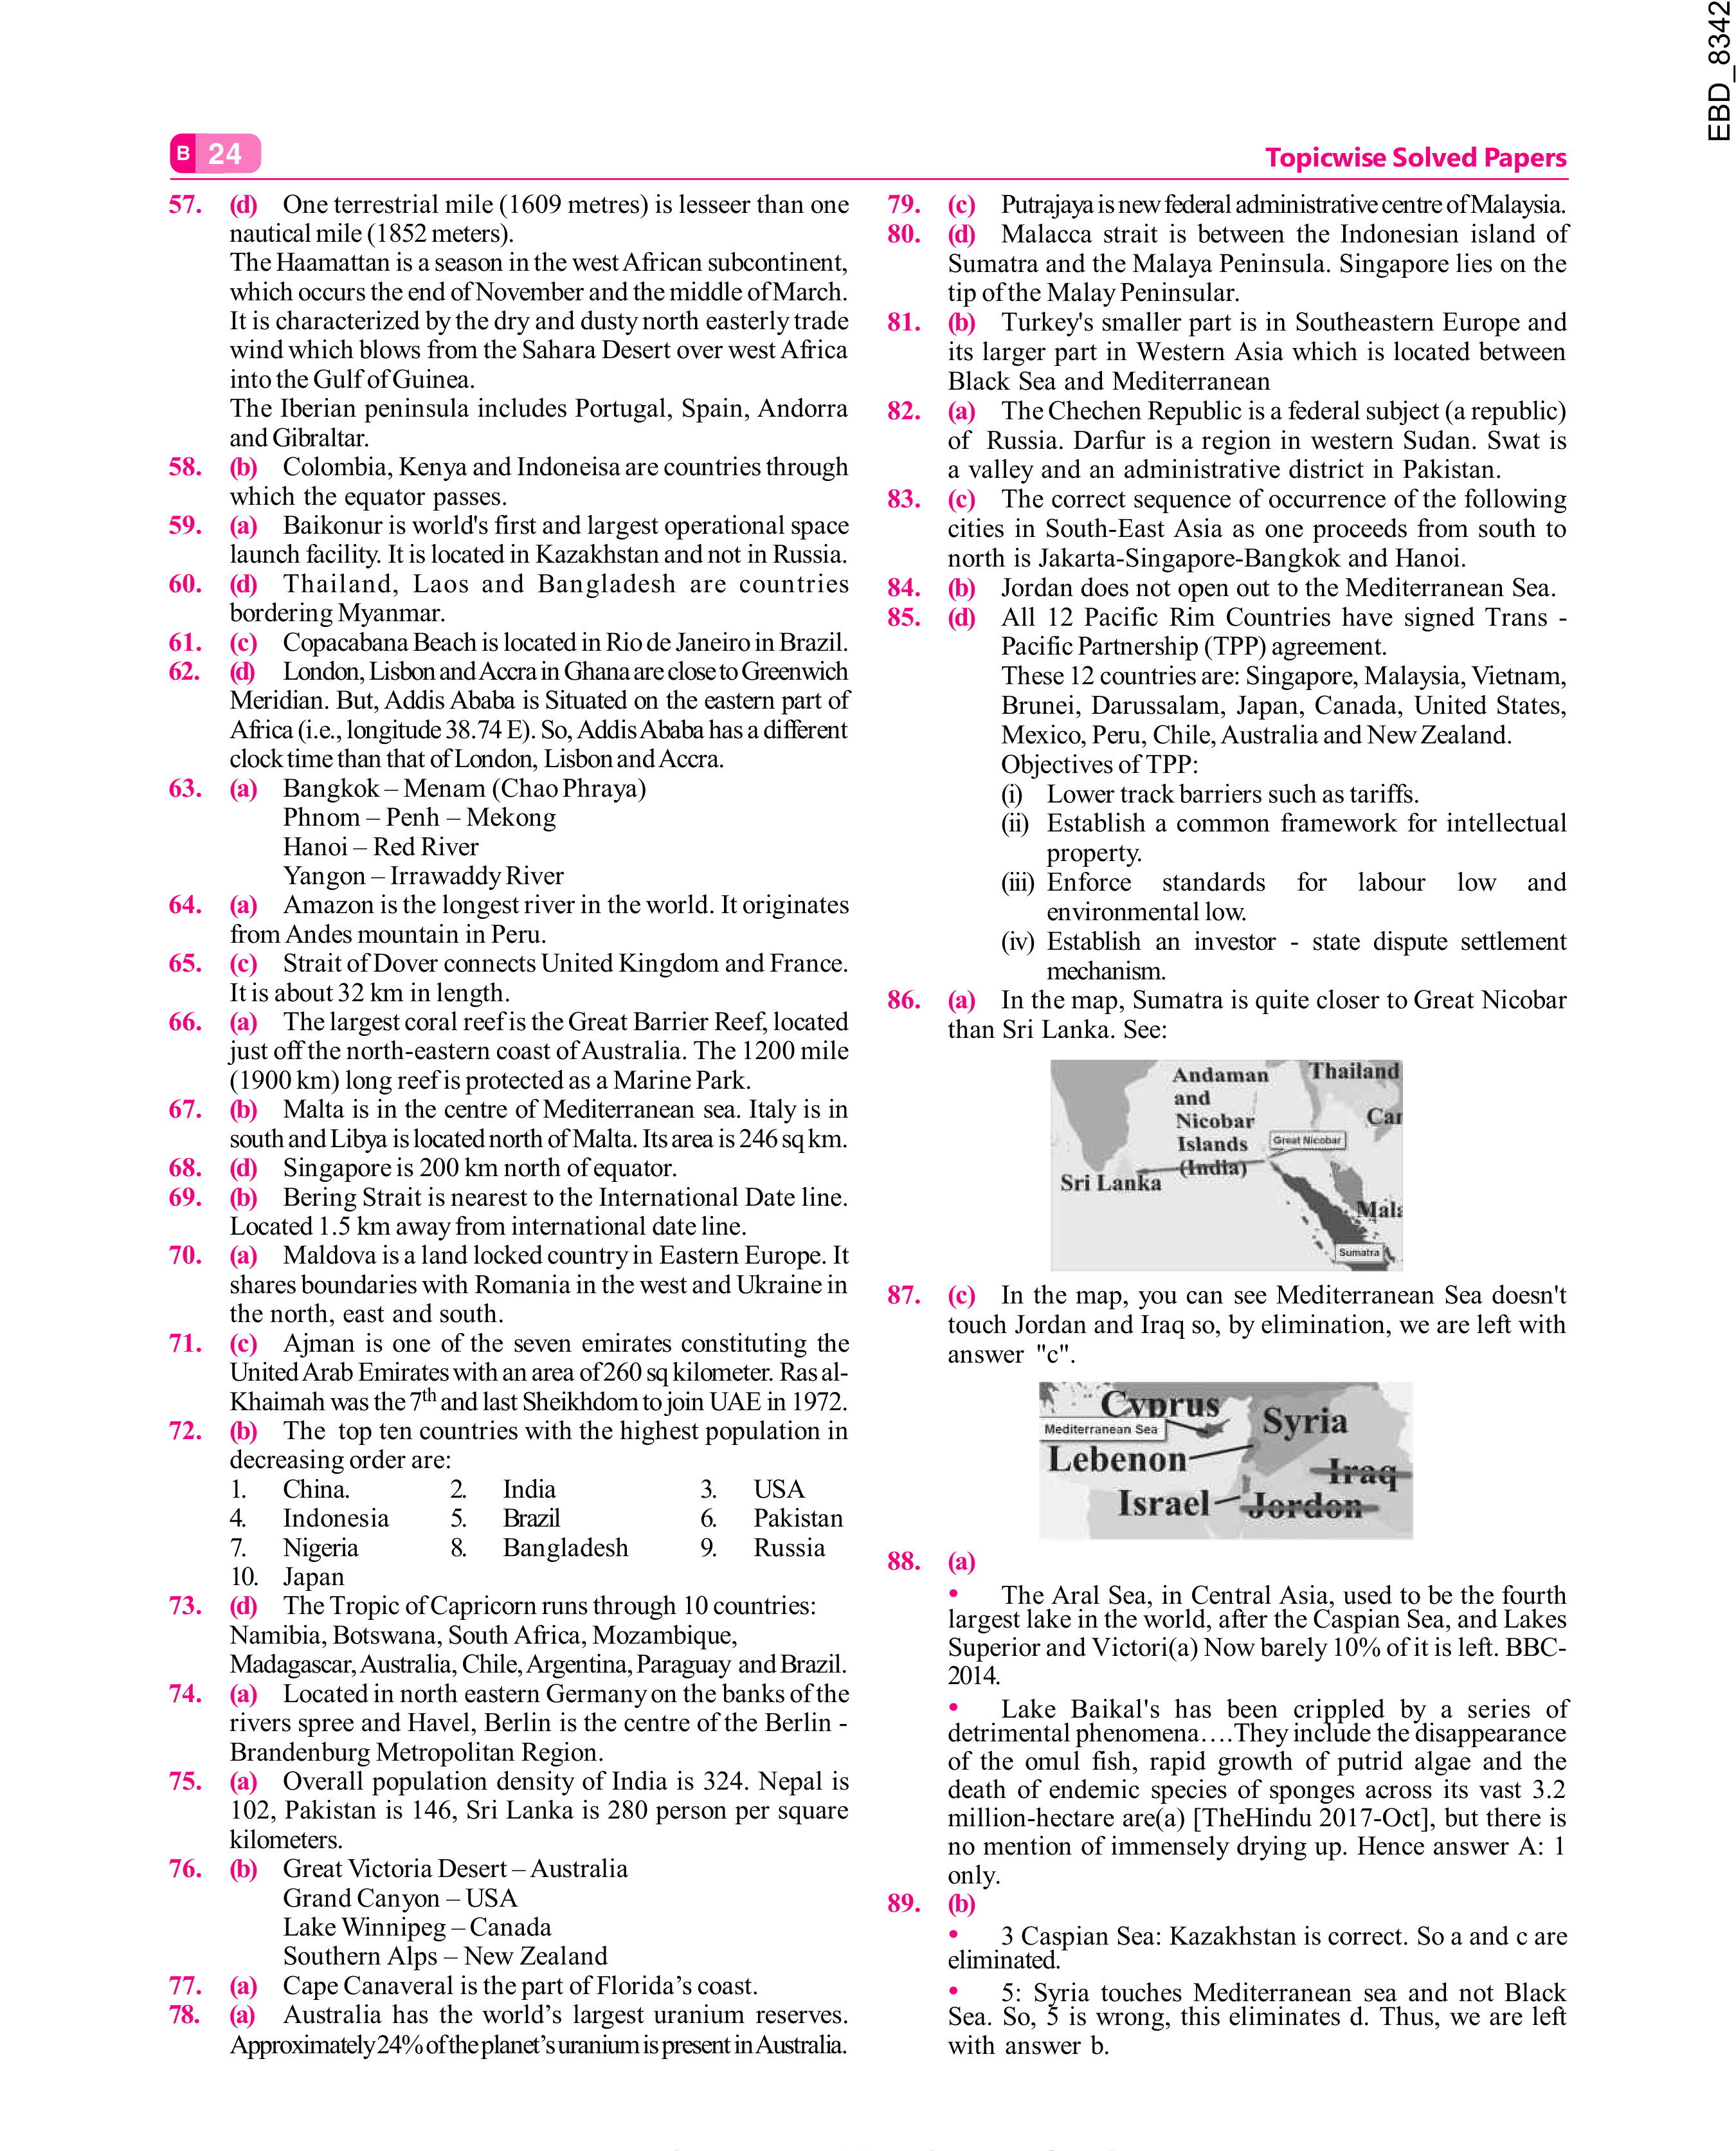 EBD_8342
B 24
Topicwise Solved Papers
57. (d) One terrestrial mile (1609 metres) is lesseer than one
nautical mile (1852 meters).
The Haamattan is a season in the west African subcontinent,
which occurs the end of November and the middle of March.
It is characterized by the dry and dusty north easterly trade
wind which blows from the Sahara Desert over west Africa
into the Gulf of Guinea.
The Iberian peninsula includes Portugal, Spain, Andorra
and Gibraltar.
58. (b) Colombia, Kenya and Indoneisa are countries through
which the equator passes.
59. (a) Baikonur is world's first and largest operational space
launch facility. It is located in Kazakhstan and not in Russia.
60. (d) Thailand, Laos and Bangladesh are countries
bordering Myanmar.
61. (c) Copacabana Beach is located in Rio de Janeiro in Brazil.
62. (d) London, Lisbon and Accra in Ghana are close to Greenwich
Meridian. But, Addis Ababa is Situated on the eastern part of
Africa (i.e., longitude 38.74 E). So, Addis Ababa has a different
clock time than that of London, Lisbon and Accra.
63. (a) Bangkok – Menam (Chao Phraya)
Phnom – Penh – Mekong
Hanoi – Red River
Yangon – Irrawaddy River
64. (a) Amazon is the longest river in the world. It originates
from Andes mountain in Peru.
65. (c) Strait of Dover connects United Kingdom and France.
It is about 32 km in length.
66. (a) The largest coral reef is the Great Barrier Reef, located
just off the north-eastern coast of Australia. The 1200 mile
(1900 km) long reef is protected as a Marine Park.
67. (b) Malta is in the centre of Mediterranean sea. Italy is in
south and Libya is located north of Malta. Its area is 246 sq km.
68. (d) Singapore is 200 km north of equator.
69. (b) Bering Strait is nearest to the International Date line.
Located 1.5 km away from international date line.
70. (a) Maldova is a land locked country in Eastern Europe. It
shares boundaries with Romania in the west and Ukraine in
the north, east and south.
71. (c) Ajman is one of the seven emirates constituting the
United Arab Emirates with an area of 260 sq kilometer. Ras al-
Khaimah was the 7th and last Sheikhdom to join UAE in 1972.
72. (b) The top ten countries with the highest population in
decreasing order are:
1. China. 2. India 3. USA
4. Indonesia 5. Brazil 6. Pakistan
7. Nigeria 8. Bangladesh 9. Russia
10. Japan
73. (d) The Tropic of Capricorn runs through 10 countries:
Namibia, Botswana, South Africa, Mozambique,
Madagascar, Australia, Chile, Argentina, Paraguay and Brazil.
74. (a) Located in north eastern Germany on the banks of the
rivers spree and Havel, Berlin is the centre of the Berlin -
Brandenburg Metropolitan Region.
75. (a) Overall population density of India is 324. Nepal is
102, Pakistan is 146, Sri Lanka is 280 person per square
kilometers.
76. (b) Great Victoria Desert – Australia
Grand Canyon – USA
Lake Winnipeg – Canada
Southern Alps – New Zealand
77. (a) Cape Canaveral is the part of Florida’s coast.
78. (a) Australia has the world’s largest uranium reserves.
Approximately 24% of the planet’s uranium is present in Australia.
79. (c) Putrajaya is new federal administrative centre of Malaysia.
80. (d) Malacca strait is between the Indonesian island of
Sumatra and the Malaya Peninsula. Singapore lies on the
tip of the Malay Peninsular.
81. (b) Turkey's smaller part is in Southeastern Europe and
its larger part in Western Asia which is located between
Black Sea and Mediterranean
82. (a) The Chechen Republic is a federal subject (a republic)
of Russia. Darfur is a region in western Sudan. Swat is
a valley and an administrative district in Pakistan.
83. (c) The correct sequence of occurrence of the following
cities in South-East Asia as one proceeds from south to
north is Jakarta-Singapore-Bangkok and Hanoi.
84. (b) Jordan does not open out to the Mediterranean Sea.
85. (d) All 12 Pacific Rim Countries have signed Trans -
Pacific Partnership (TPP) agreement.
These 12 countries are: Singapore, Malaysia, Vietnam,
Brunei, Darussalam, Japan, Canada, United States,
Mexico, Peru, Chile, Australia and New Zealand.
Objectives of TPP:
(i) Lower track barriers such as tariffs.
(ii) Establish a common framework for intellectual
property.
(iii) Enforce standards for labour low and
environmental low.
(iv) Establish an investor - state dispute settlement
mechanism.
86. (a) In the map, Sumatra is quite closer to Great Nicobar
than Sri Lanka. See:
Andaman Thailand
and
Nicobar Can
Islands Great Nicobar
(India)
Sri Lanka
Mala
Sumatra
87. (c) In the map, you can see Mediterranean Sea doesn't
touch Jordan and Iraq so, by elimination, we are left with
answer "c".
Cyprus
Mediterranean Sea Syria
Lebenon
Iraq
Israel Jordon
88. (a)
• The Aral Sea, in Central Asia, used to be the fourth
largest lake in the world, after the Caspian Sea, and Lakes
Superior and Victori(a) Now barely 10% of it is left. BBC-
2014.
• Lake Baikal's has been crippled by a series of
detrimental phenomena….They include the disappearance
of the omul fish, rapid growth of putrid algae and the
death of endemic species of sponges across its vast 3.2
million-hectare are(a) [TheHindu 2017-Oct], but there is
no mention of immensely drying up. Hence answer A: 1
only.
89. (b)
• 3 Caspian Sea: Kazakhstan is correct. So a and c are
eliminated.
• 5: Syria touches Mediterranean sea and not Black
Sea. So, 5 is wrong, this eliminates d. Thus, we are left
with answer b.